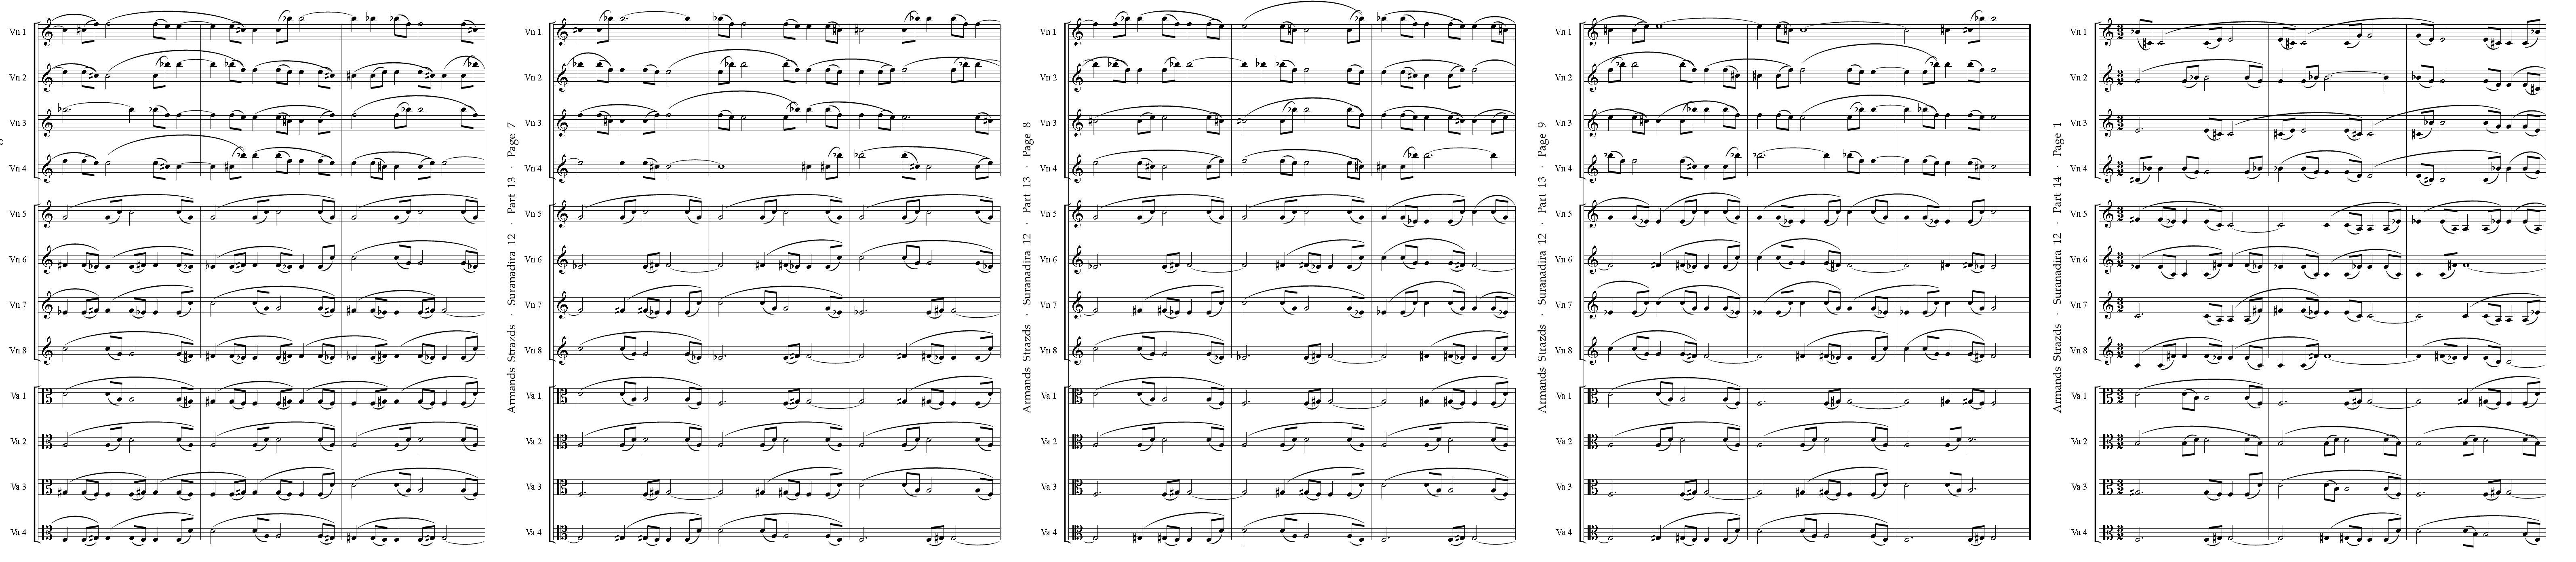 Vn 1
Vn 2
Vn 3
Vn 4
Vn 5
Vn 6
Vn 7
Vn 8
Va 1
Va 2
Va 3
Va 4
Armands Strazds · Suranadira 12 · Part 13 · Page 7
Vn 1
Vn 2
Vn 3
Vn 4
Vn 5
Vn 6
Vn 7
Vn 8
Va 1
Va 2
Va 3
Va 4
Armands Strazds · Suranadira 12 · Part 13 · Page 8
Vn 1
Vn 2
Vn 3
Vn 4
Vn 5
Vn 6
Vn 7
Vn 8
Va 1
Va 2
Va 3
Va 4
Armands Strazds · Suranadira 12 · Part 13 · Page 9
Vn 1
Vn 2
Vn 3
Vn 4
Vn 5
Vn 6
Vn 7
Vn 8
Va 1
Va 2
Va 3
Va 4
Armands Strazds · Suranadira 12 · Part 14 · Page 1
Vn 1
Vn 2
Vn 3
Vn 4
Vn 5
Vn 6
Vn 7
Vn 8
Va 1
Va 2
Va 3
Va 4